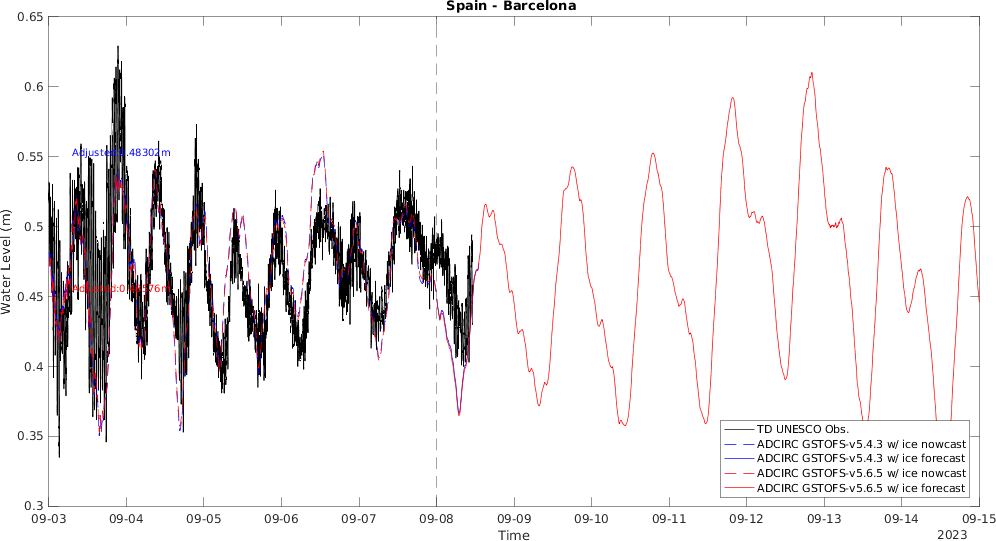 Spain - Barcelona
Water Level (m)
0.65
0.6
0.55
0.5
0.45
0.4
0.35
0.3
Adjusted:0.48302m
09-03
09-04
09-05
09-06
09-07
09-08
09-09
09-10
09-11
09-12
09-13
09-14
09-15
Time
2023
TD UNESCO Obs.
ADCIRC GSTOFS-v5.4.3 w/ ice nowcast
ADCIRC GSTOFS-v5.4.3 w/ ice forecast
ADCIRC GSTOFS-v5.6.5 w/ ice nowcast
ADCIRC GSTOFS-v5.6.5 w/ ice forecast